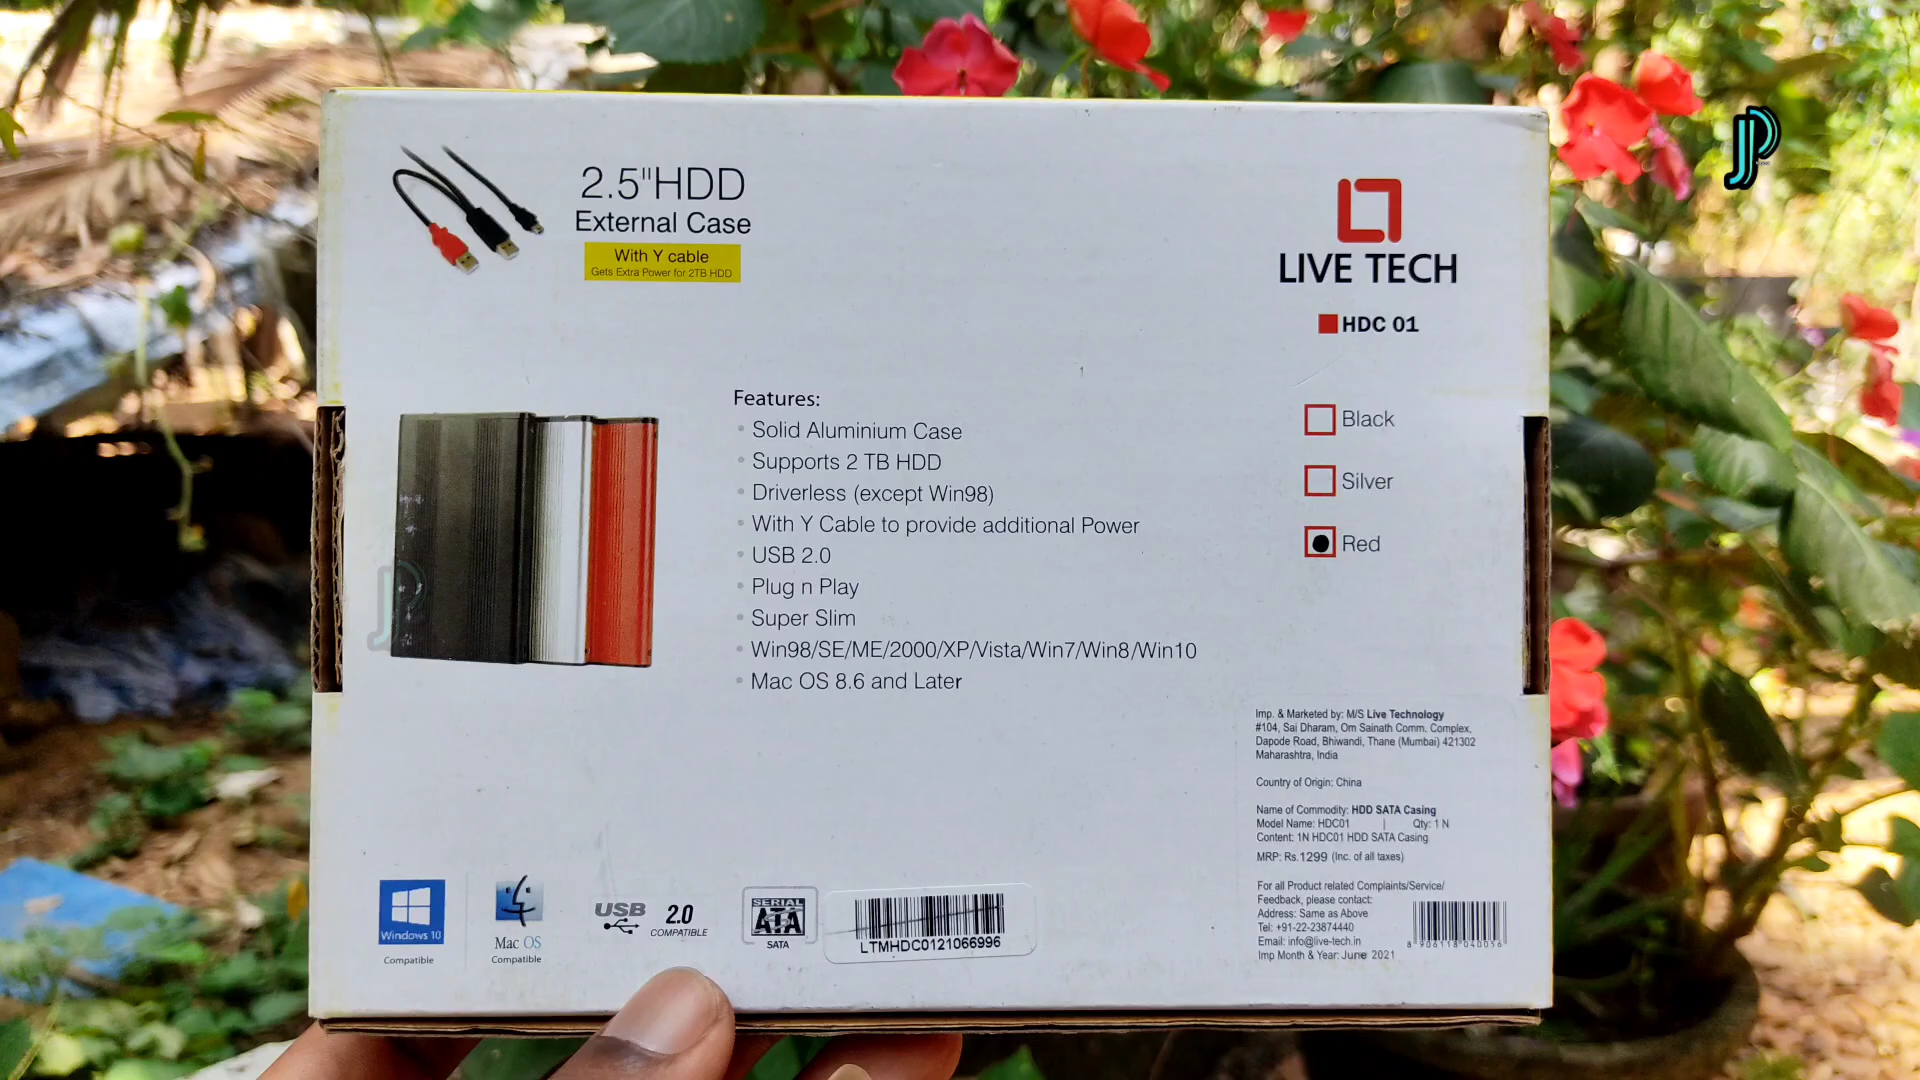 2.5"HDD
External Case
With Y cable
Gets Extra Power for 2TB HDD
LIVE TECH
HDC 01
Features:
Solid Aluminium Case
Supports 2 TB HDD
Driverless (except Win98)
With Y Cable to provide additional Power
USB 2.0
Plug n Play
Super Slim
Win98/SE/ME/2000/XP/Vista/Win7/Win8/Win10
Mac OS 8.6 and Later
Black
Silver
Red
Imp. & Marketed by: M/S Live Technology
#104, Sai Dharam, Om Sainath Comm. Complex,
Dapode Road, Bhiwandi, Thane (Mumbai) 421302
Maharashtra, India
Country of Origin: China
Name of Commodity: HDD SATA Casing
Model Name: HDC01 | Qty: 1 N
Content: 1N HDC01 HDD SATA Casing
MRP: Rs.1299 (Inc. of all taxes)
For all Product related Complaints/Service/
Feedback, please contact:
Address: Same as Above
Tel: +91-22-23874440
Email: info@live-tech.in
Imp Month & Year: June 2021
8 906118 040056
Windows 10
Compatible
Mac OS
Compatible
USB 2.0
COMPATIBLE
SERIAL
ATA
SATA
LTMHDC0121066996